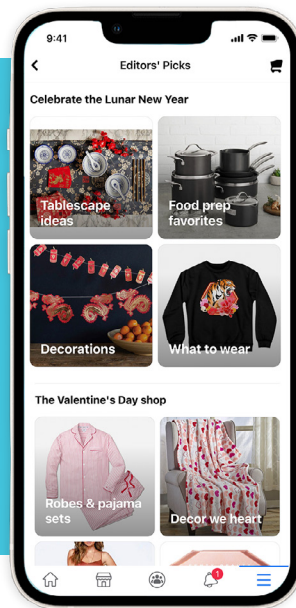 9:41
Editors' Picks
Celebrate the Lunar New Year
Tablescape
ideas
Food prep
favorites
Decorations
What to wear
The Valentine's Day shop
Robes & pajama
sets
Decor we heart
1